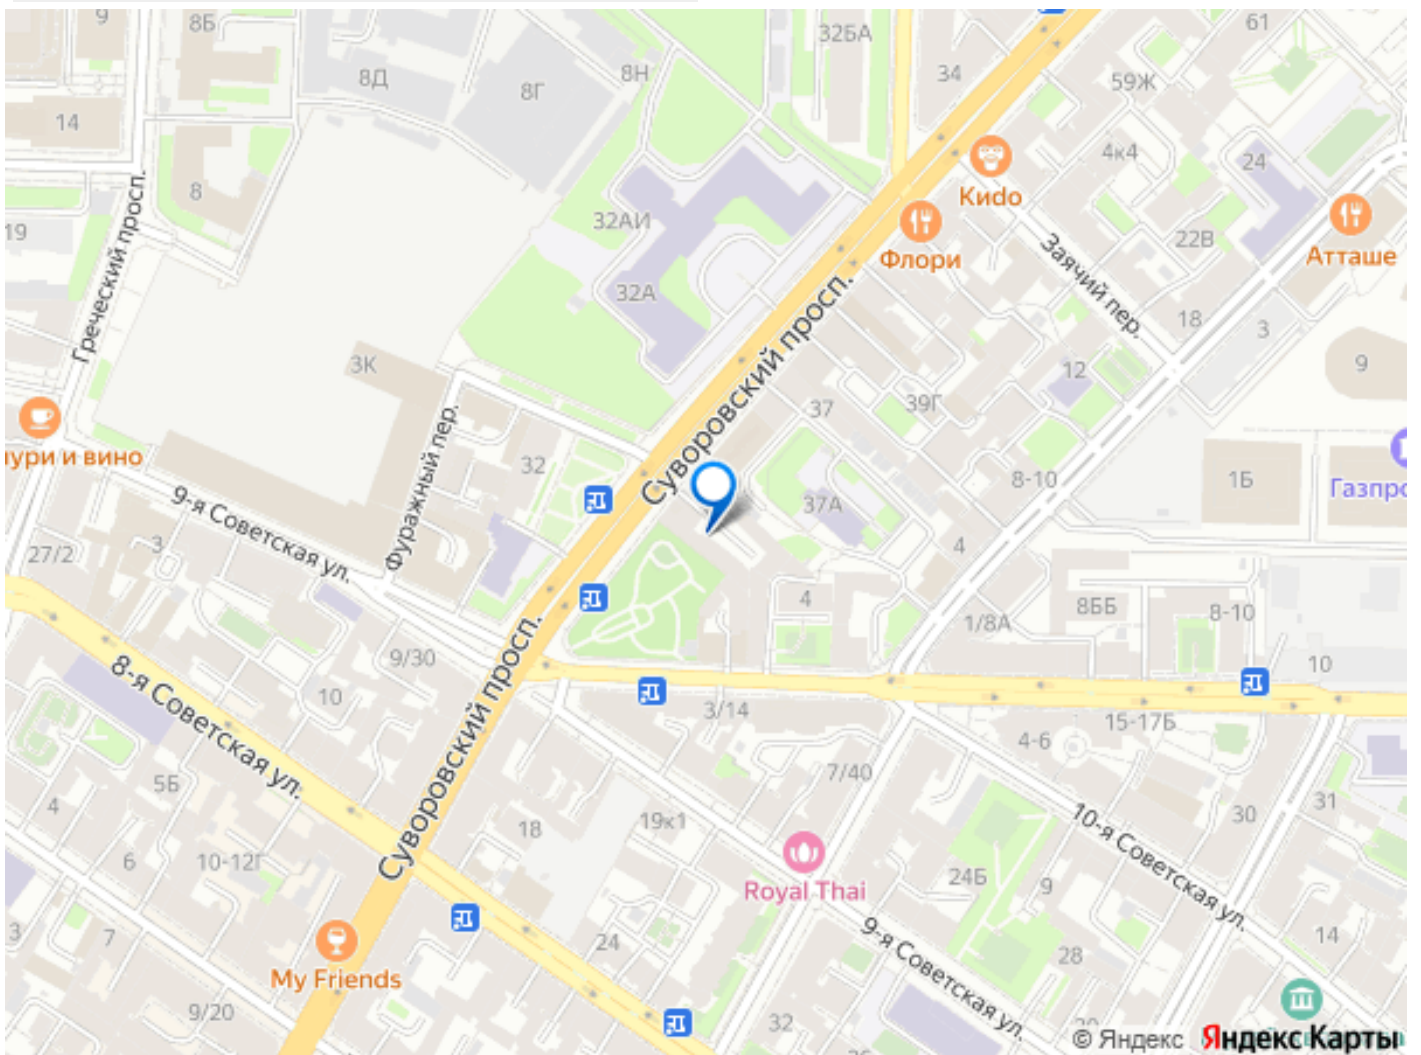 9
8Б
32БА
61
8Д
8Г
8Н
34
59Ж
14
4к4
24
8
Кидо
19
32АИ
Флори
22В
Атташе
Греческий просп.
Заячий пер.
32А
18
3
3К
9
12
37
39Г
Суворовский просп.
32
8-10
1Б
Газпро
9-я Советская ул.
Фуражный пер.
37А
27/2
3
4
4
8ББ
8-10
1/8А
9/30
10
8-я Советская ул.
10
3/14
15-17Б
4-6
Суворовский просп.
7/40
5Б
4
31
30
19к1
18
10-я Советская ул.
6
10-12Г
Royal Thai
24Б
9
3
7
24
9-я Советская ул.
14
28
My Friends
9/20
32
© Яндекс Яндекс Карты